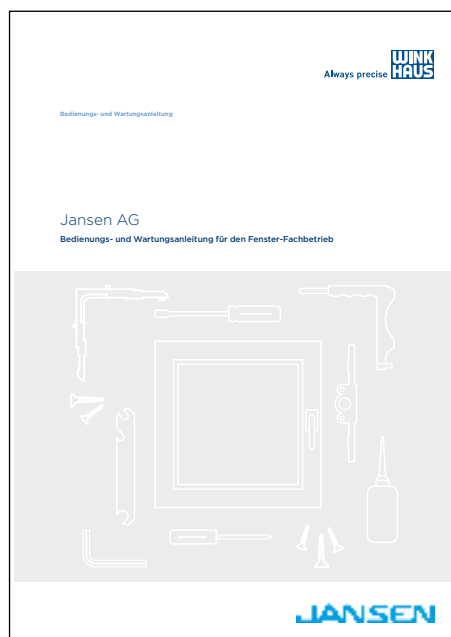 WINK
Always precise HAUS
Bedienungs- und Wartungsanleitung
Jansen AG
Bedienungs- und Wartungsanleitung für den Fenster-Fachbetrieb
JANSEN